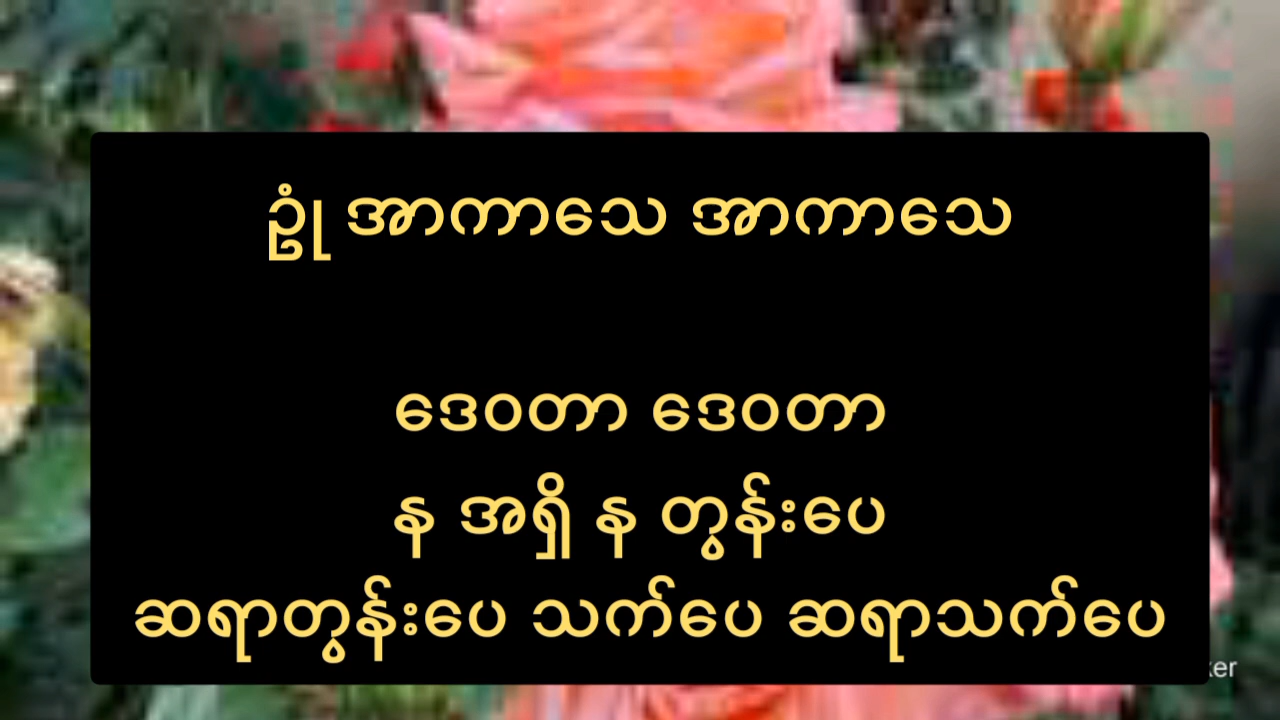 ဥုံ အာကာသေ အာကာသေ
ဒေဝတာ ဒေဝတာ
န အရှိ န တွန်းပေ
ဆရာတွန်းပေ သက်ပေ ဆရာသက်ပေ